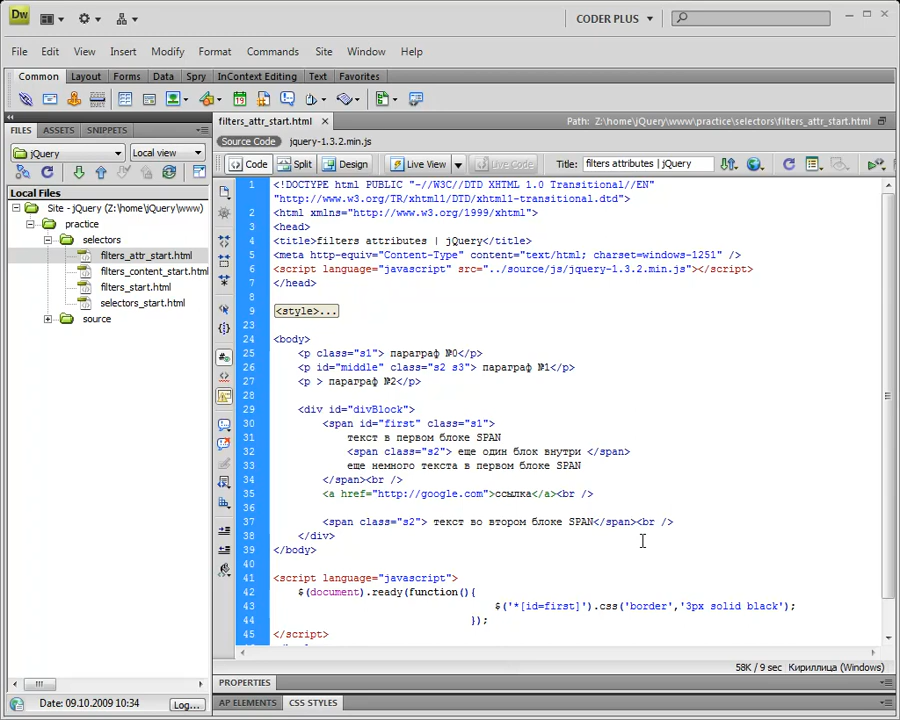 Dw
CODER PLUS
File Edit View Insert Modify Format Commands Site Window Help
Common Layout Forms Data Spry InContext Editing Text Favorites
FILES ASSETS SNIPPETS
filters_attr_start.html
Path: Z:\home\jQuery\www\practice\selectors\filters_attr_start.html
Source Code jquery-1.3.2.min.js
jQuery Local view
Code Split Design Live View Live Code Title: filters attributes | jQuery
Local Files
Site - jQuery (Z:\home\jQuery\www)
practice
selectors
filters_attr_start.html
filters_content_start.html
filters_start.html
selectors_start.html
source
1 <!DOCTYPE html PUBLIC "-//W3C//DTD XHTML 1.0 Transitional//EN"
"http://www.w3.org/TR/xhtml1/DTD/xhtml1-transitional.dtd">
2 <html xmlns="http://www.w3.org/1999/xhtml">
3 <head>
4 <title>filters attributes | jQuery</title>
5 <meta http-equiv="Content-Type" content="text/html; charset=windows-1251" />
6 <script language="javascript" src="../source/js/jquery-1.3.2.min.js"></script>
7 </head>
8
9 <style>...
23
24 <body>
25 <p class="s1"> параграф №0</p>
26 <p id="middle" class="s2 s3"> параграф №1</p>
27 <p > параграф №2</p>
28
29 <div id="divBlock">
30 <span id="first" class="s1">
31 текст в первом блоке SPAN
32 <span class="s2"> еще один блок внутри </span>
33 еще немного текста в первом блоке SPAN
34 </span><br />
35 <a href="http://google.com">ссылка</a><br />
36
37 <span class="s2"> текст во втором блоке SPAN</span><br />
38 </div>
39 </body>
40
41 <script language="javascript">
42 $(document).ready(function(){
43 $('*[id=first]').css('border','3px solid black');
44 });
45 </script>
58K / 9 sec Кириллица (Windows)
PROPERTIES
Date: 09.10.2009 10:34 Log...
AP ELEMENTS CSS STYLES